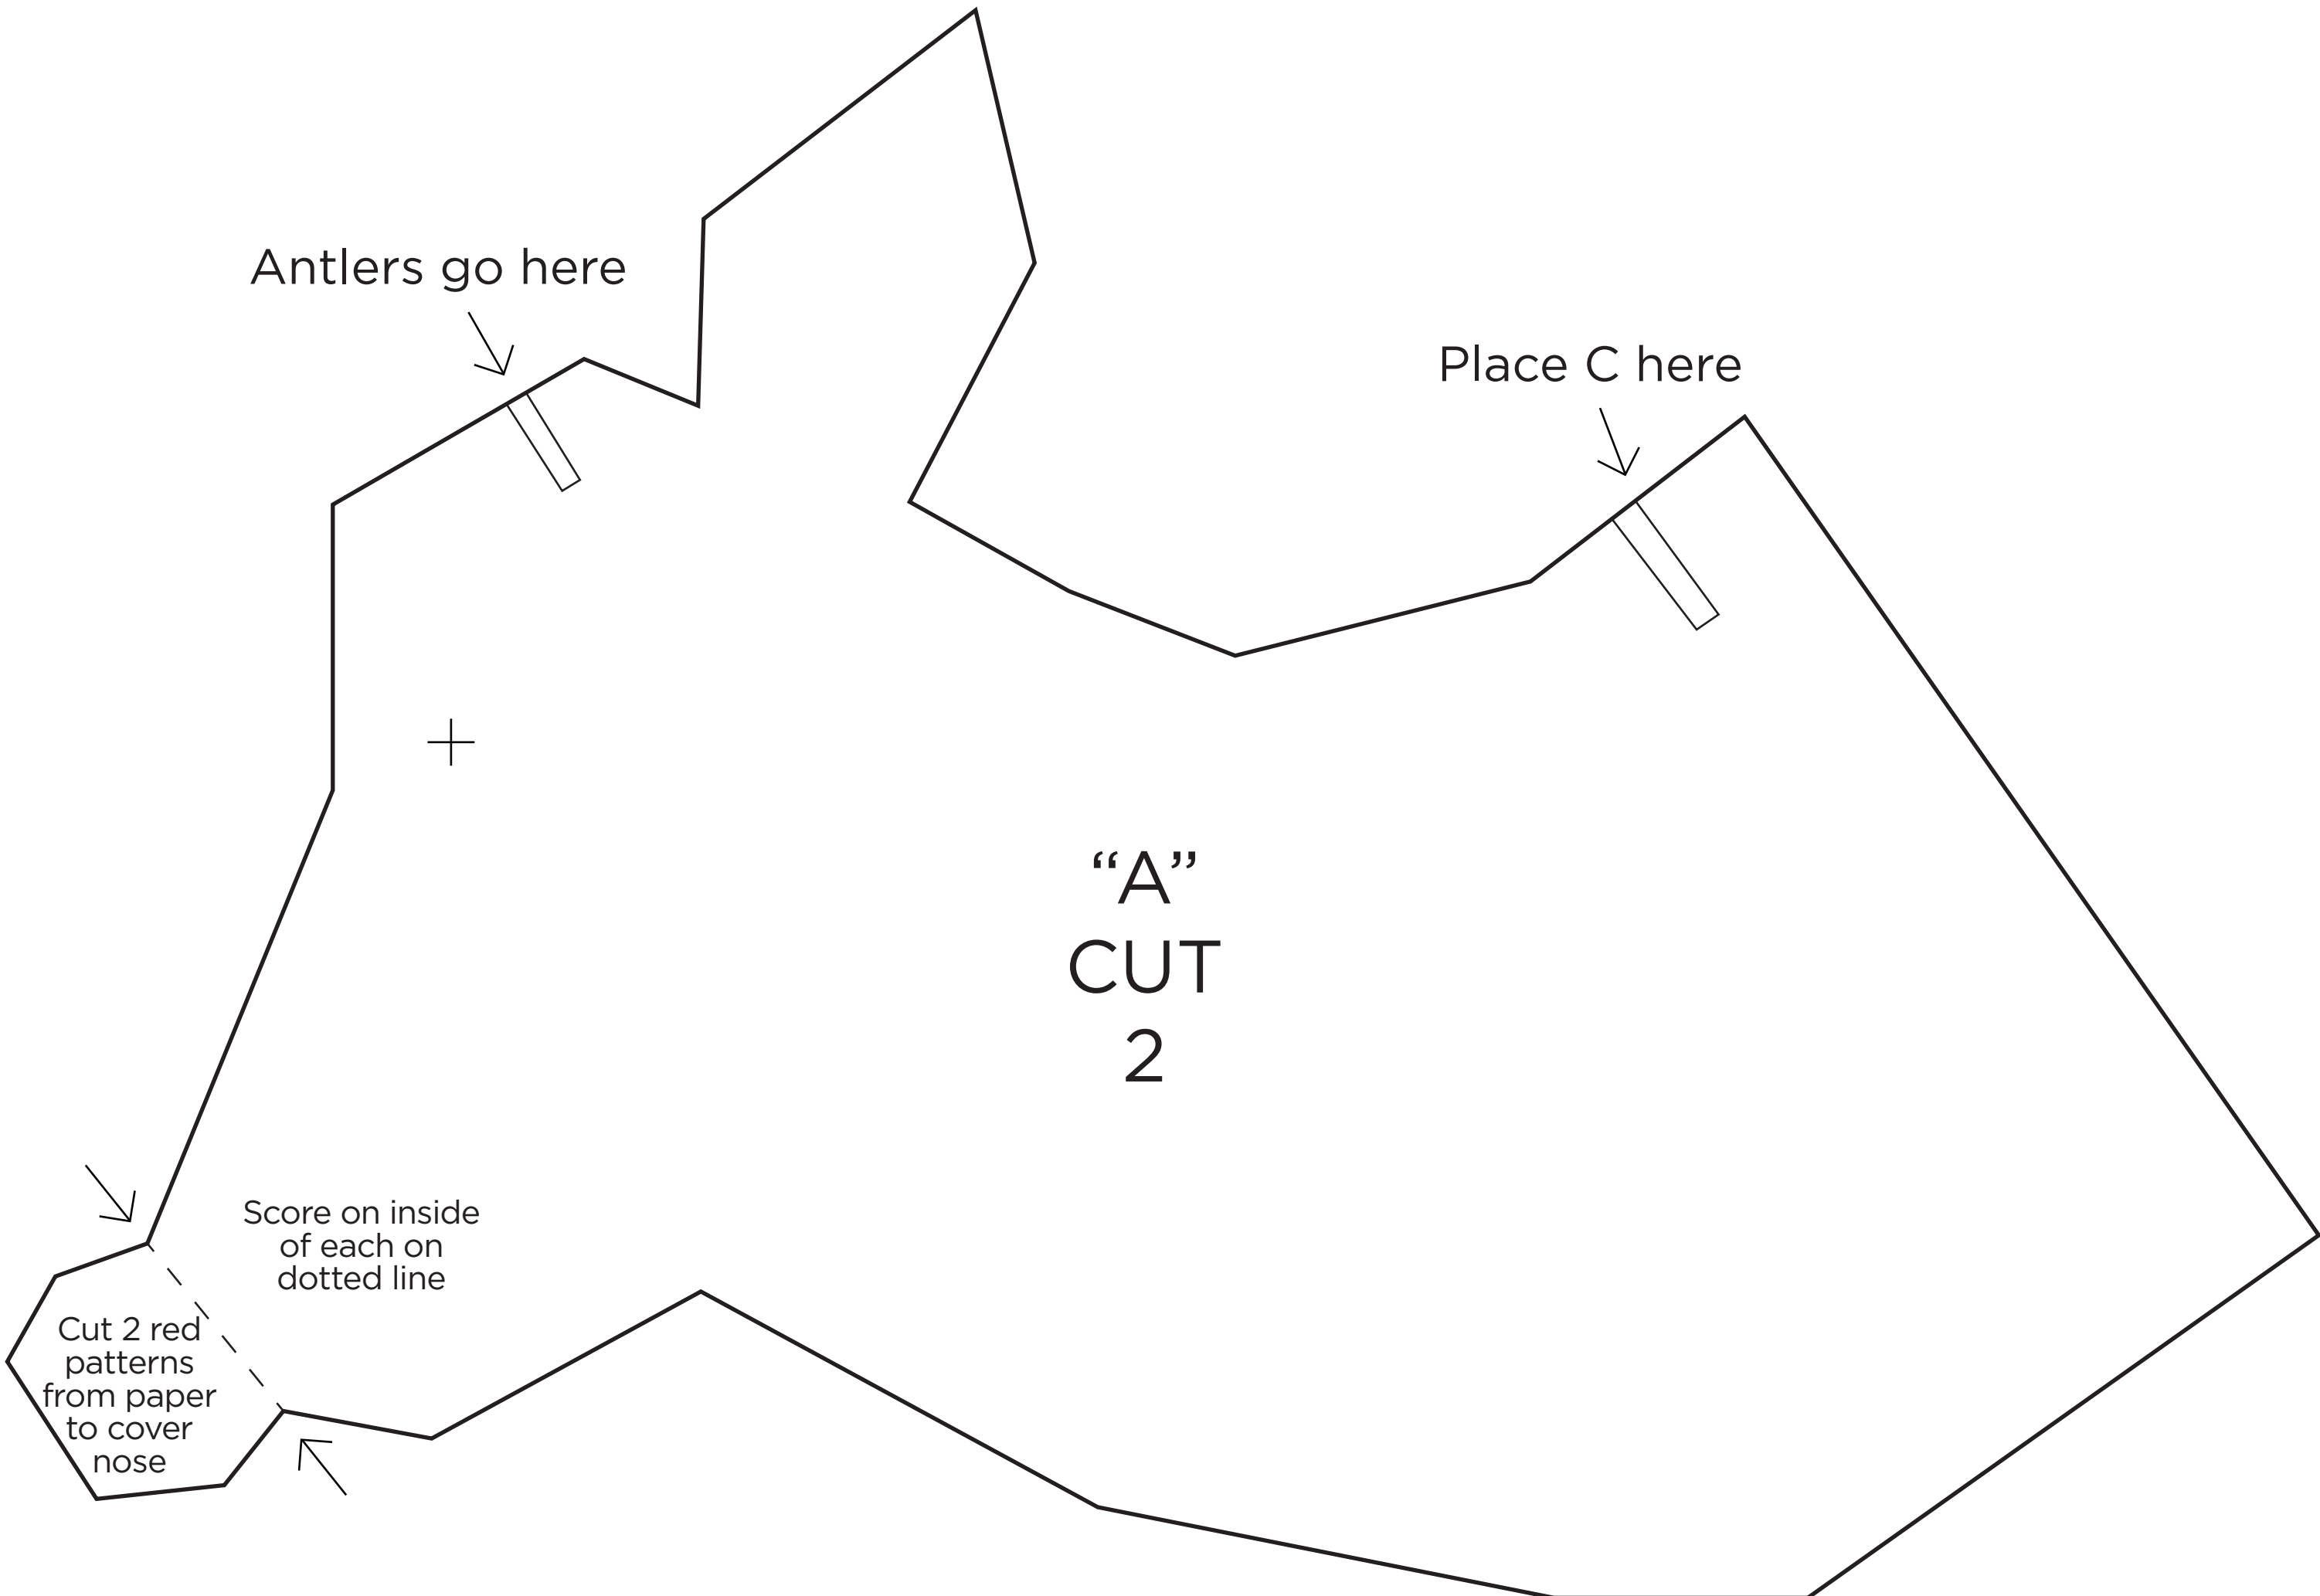 Antlers go here
Place C here
“A”
CUT
2
Score on inside
of each on
dotted line
Cut 2 red
patterns
from paper
to cover
nose